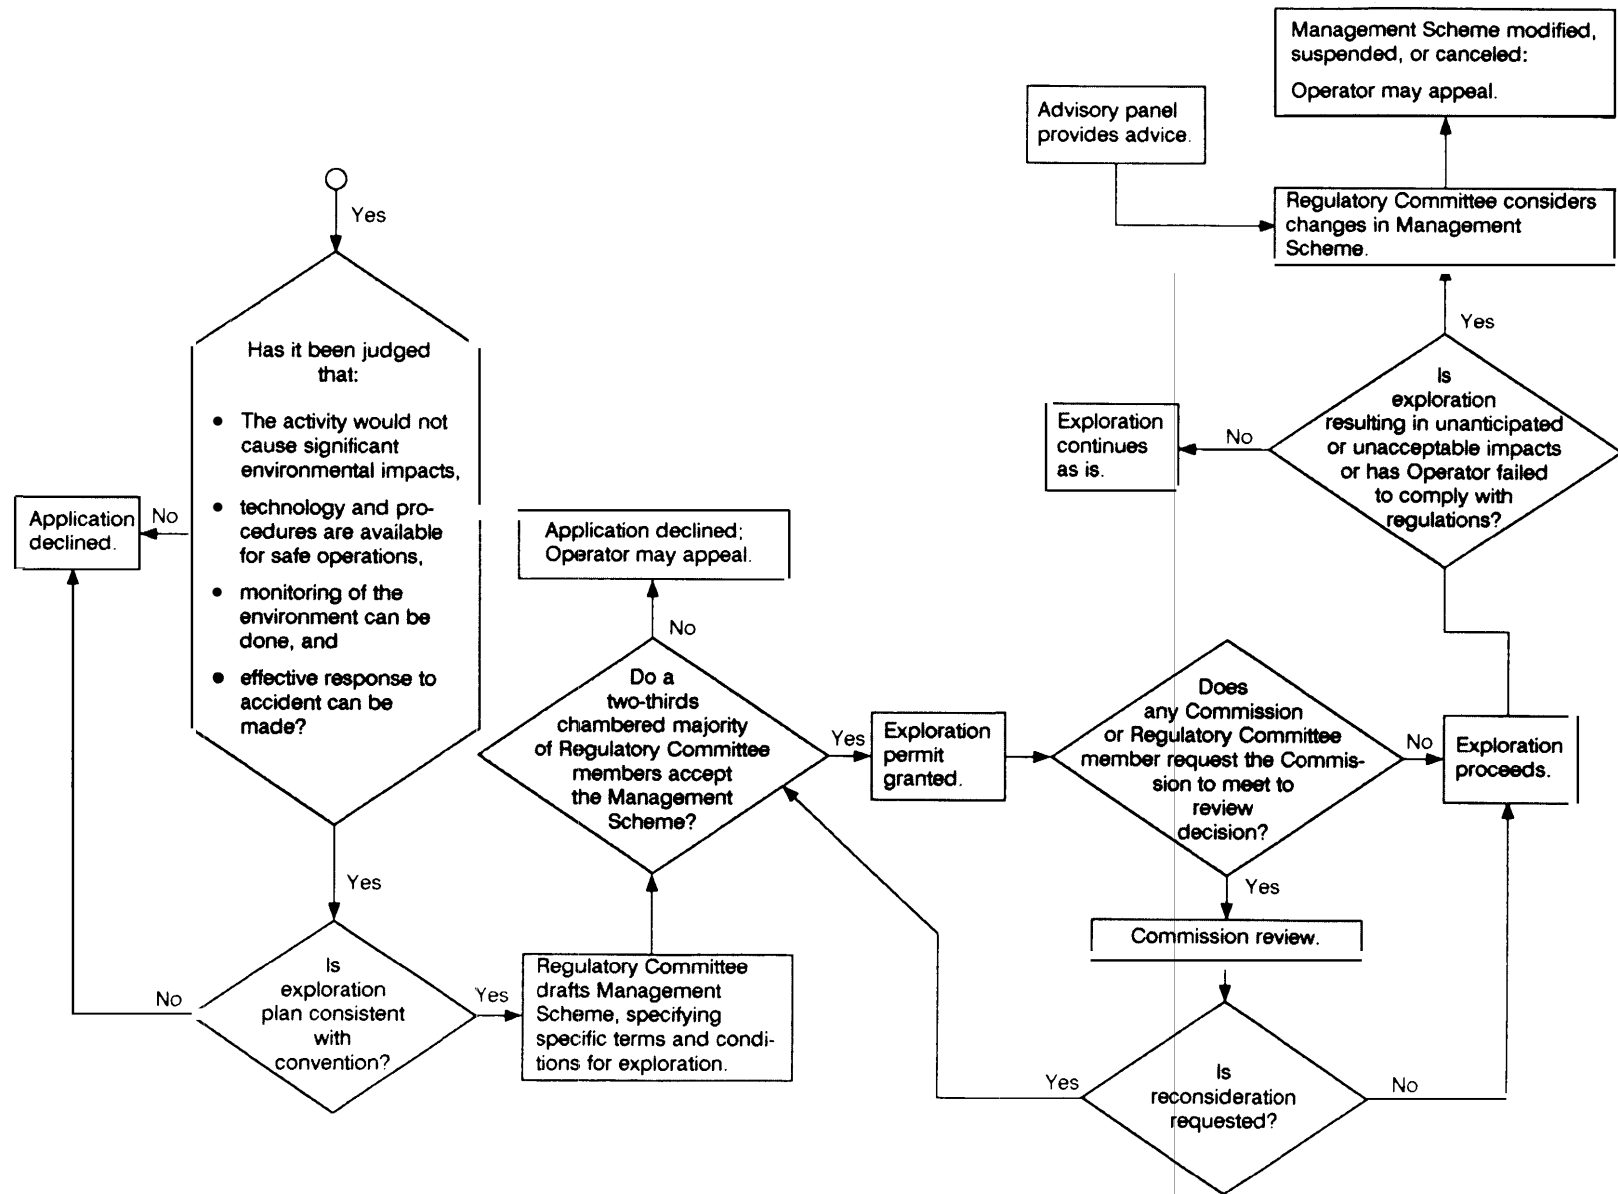 Management Scheme modified,
suspended, or canceled:
Operator may appeal.
Advisory panel
provides advice.
Regulatory Committee considers
changes in Management
Scheme.
Yes
Yes
Has it been judged
that:
• The activity would not
cause significant
environmental impacts,
• technology and pro-
cedures are available
for safe operations,
• monitoring of the
environment can be
done, and
• effective response to
accident can be
made?
No
Application
declined.
Yes
Is
exploration
plan consistent
with
convention?
No
Yes
Regulatory Committee
drafts Management
Scheme, specifying
specific terms and condi-
tions for exploration.
Application declined;
Operator may appeal.
No
Do a
two-thirds
chambered majority
of Regulatory Committee
members accept
the Management
Scheme?
Yes
Exploration
permit
granted.
Does
any Commission
or Regulatory Committee
member request the Commis-
sion to meet to
review
decision?
No
Exploration
proceeds.
Yes
Commission review.
Is
reconsideration
requested?
Yes
No
Is
exploration
resulting in unanticipated
or unacceptable impacts
or has Operator failed
to comply with
regulations?
No
Exploration
continues
as is.